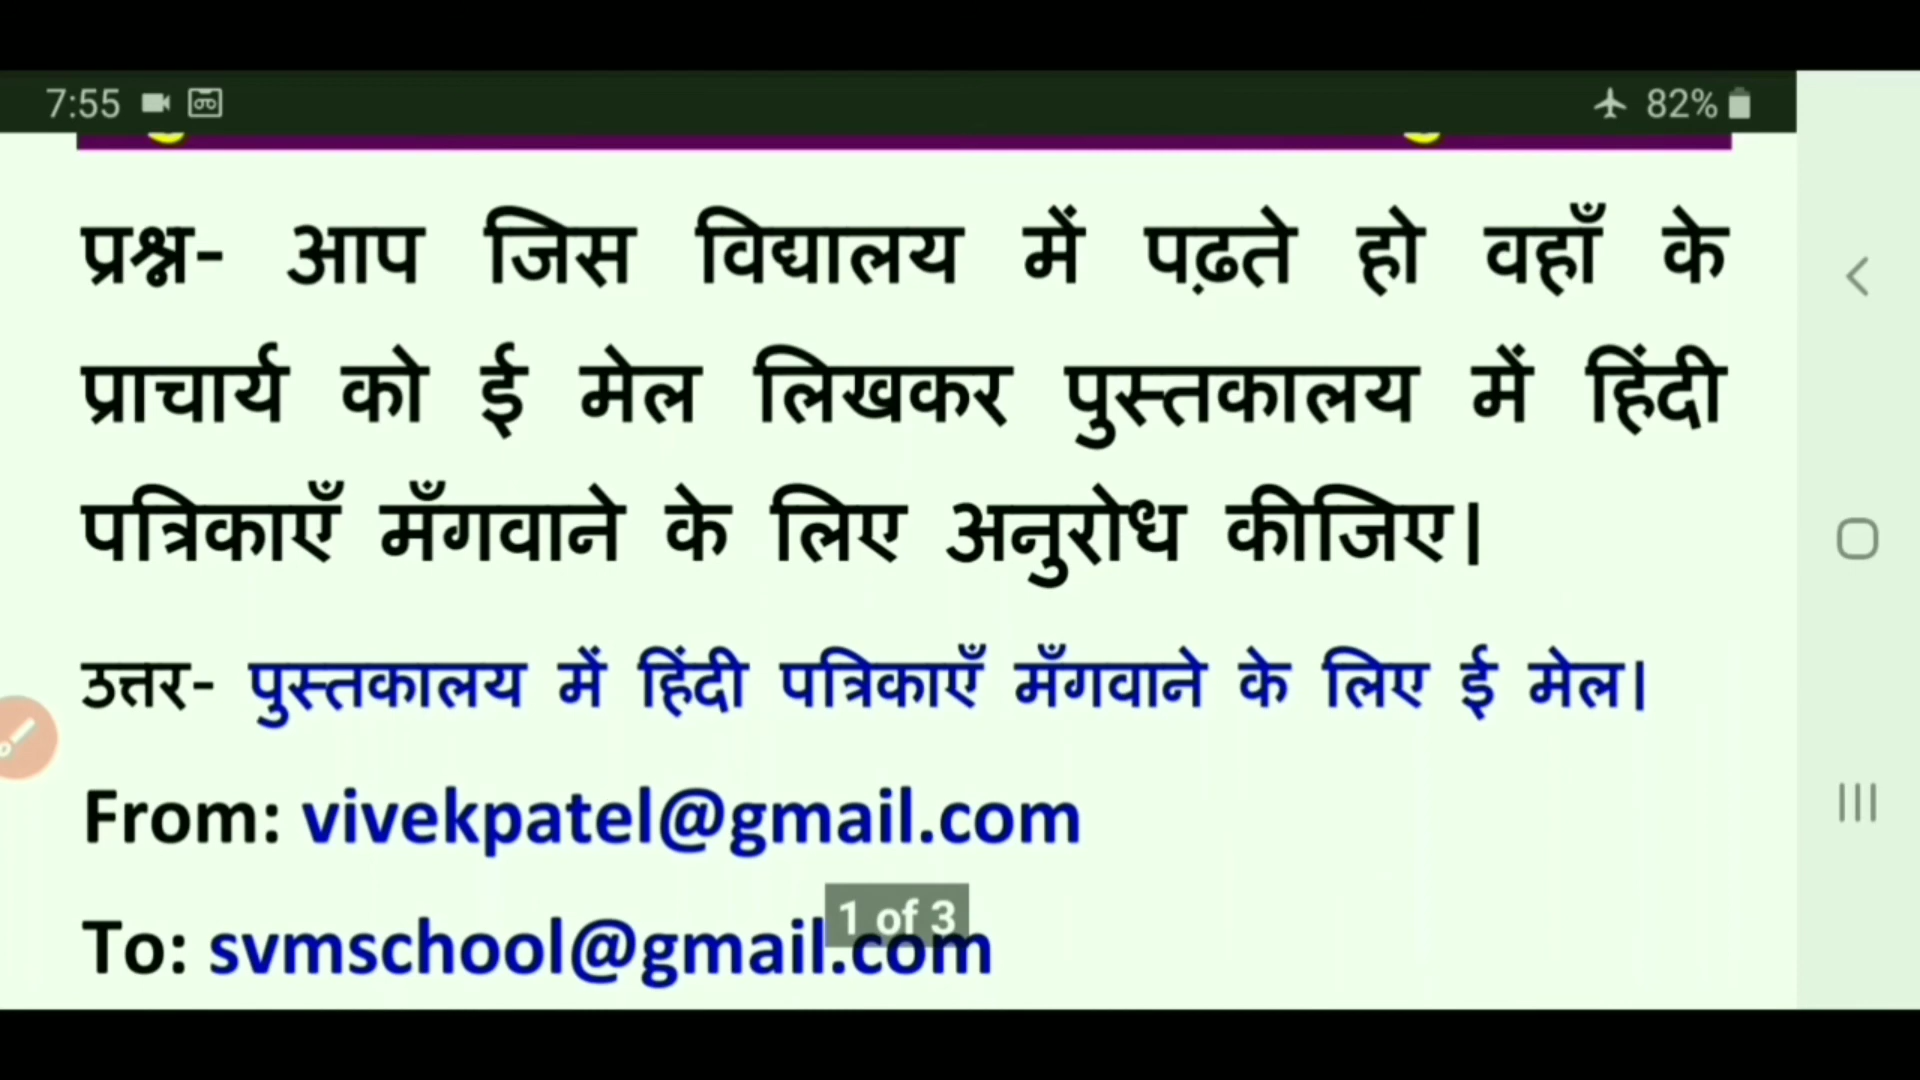 7:55 82%
प्रश्न- आप जिस विद्यालय में पढ़ते हो वहाँ के
प्राचार्य को ई मेल लिखकर पुस्तकालय में हिंदी
पत्रिकाएँ मँगवाने के लिए अनुरोध कीजिए।
उत्तर- पुस्तकालय में हिंदी पत्रिकाएँ मँगवाने के लिए ई मेल।
From: vivekpatel@gmail.com
1 of 3
To: svmschool@gmail.com